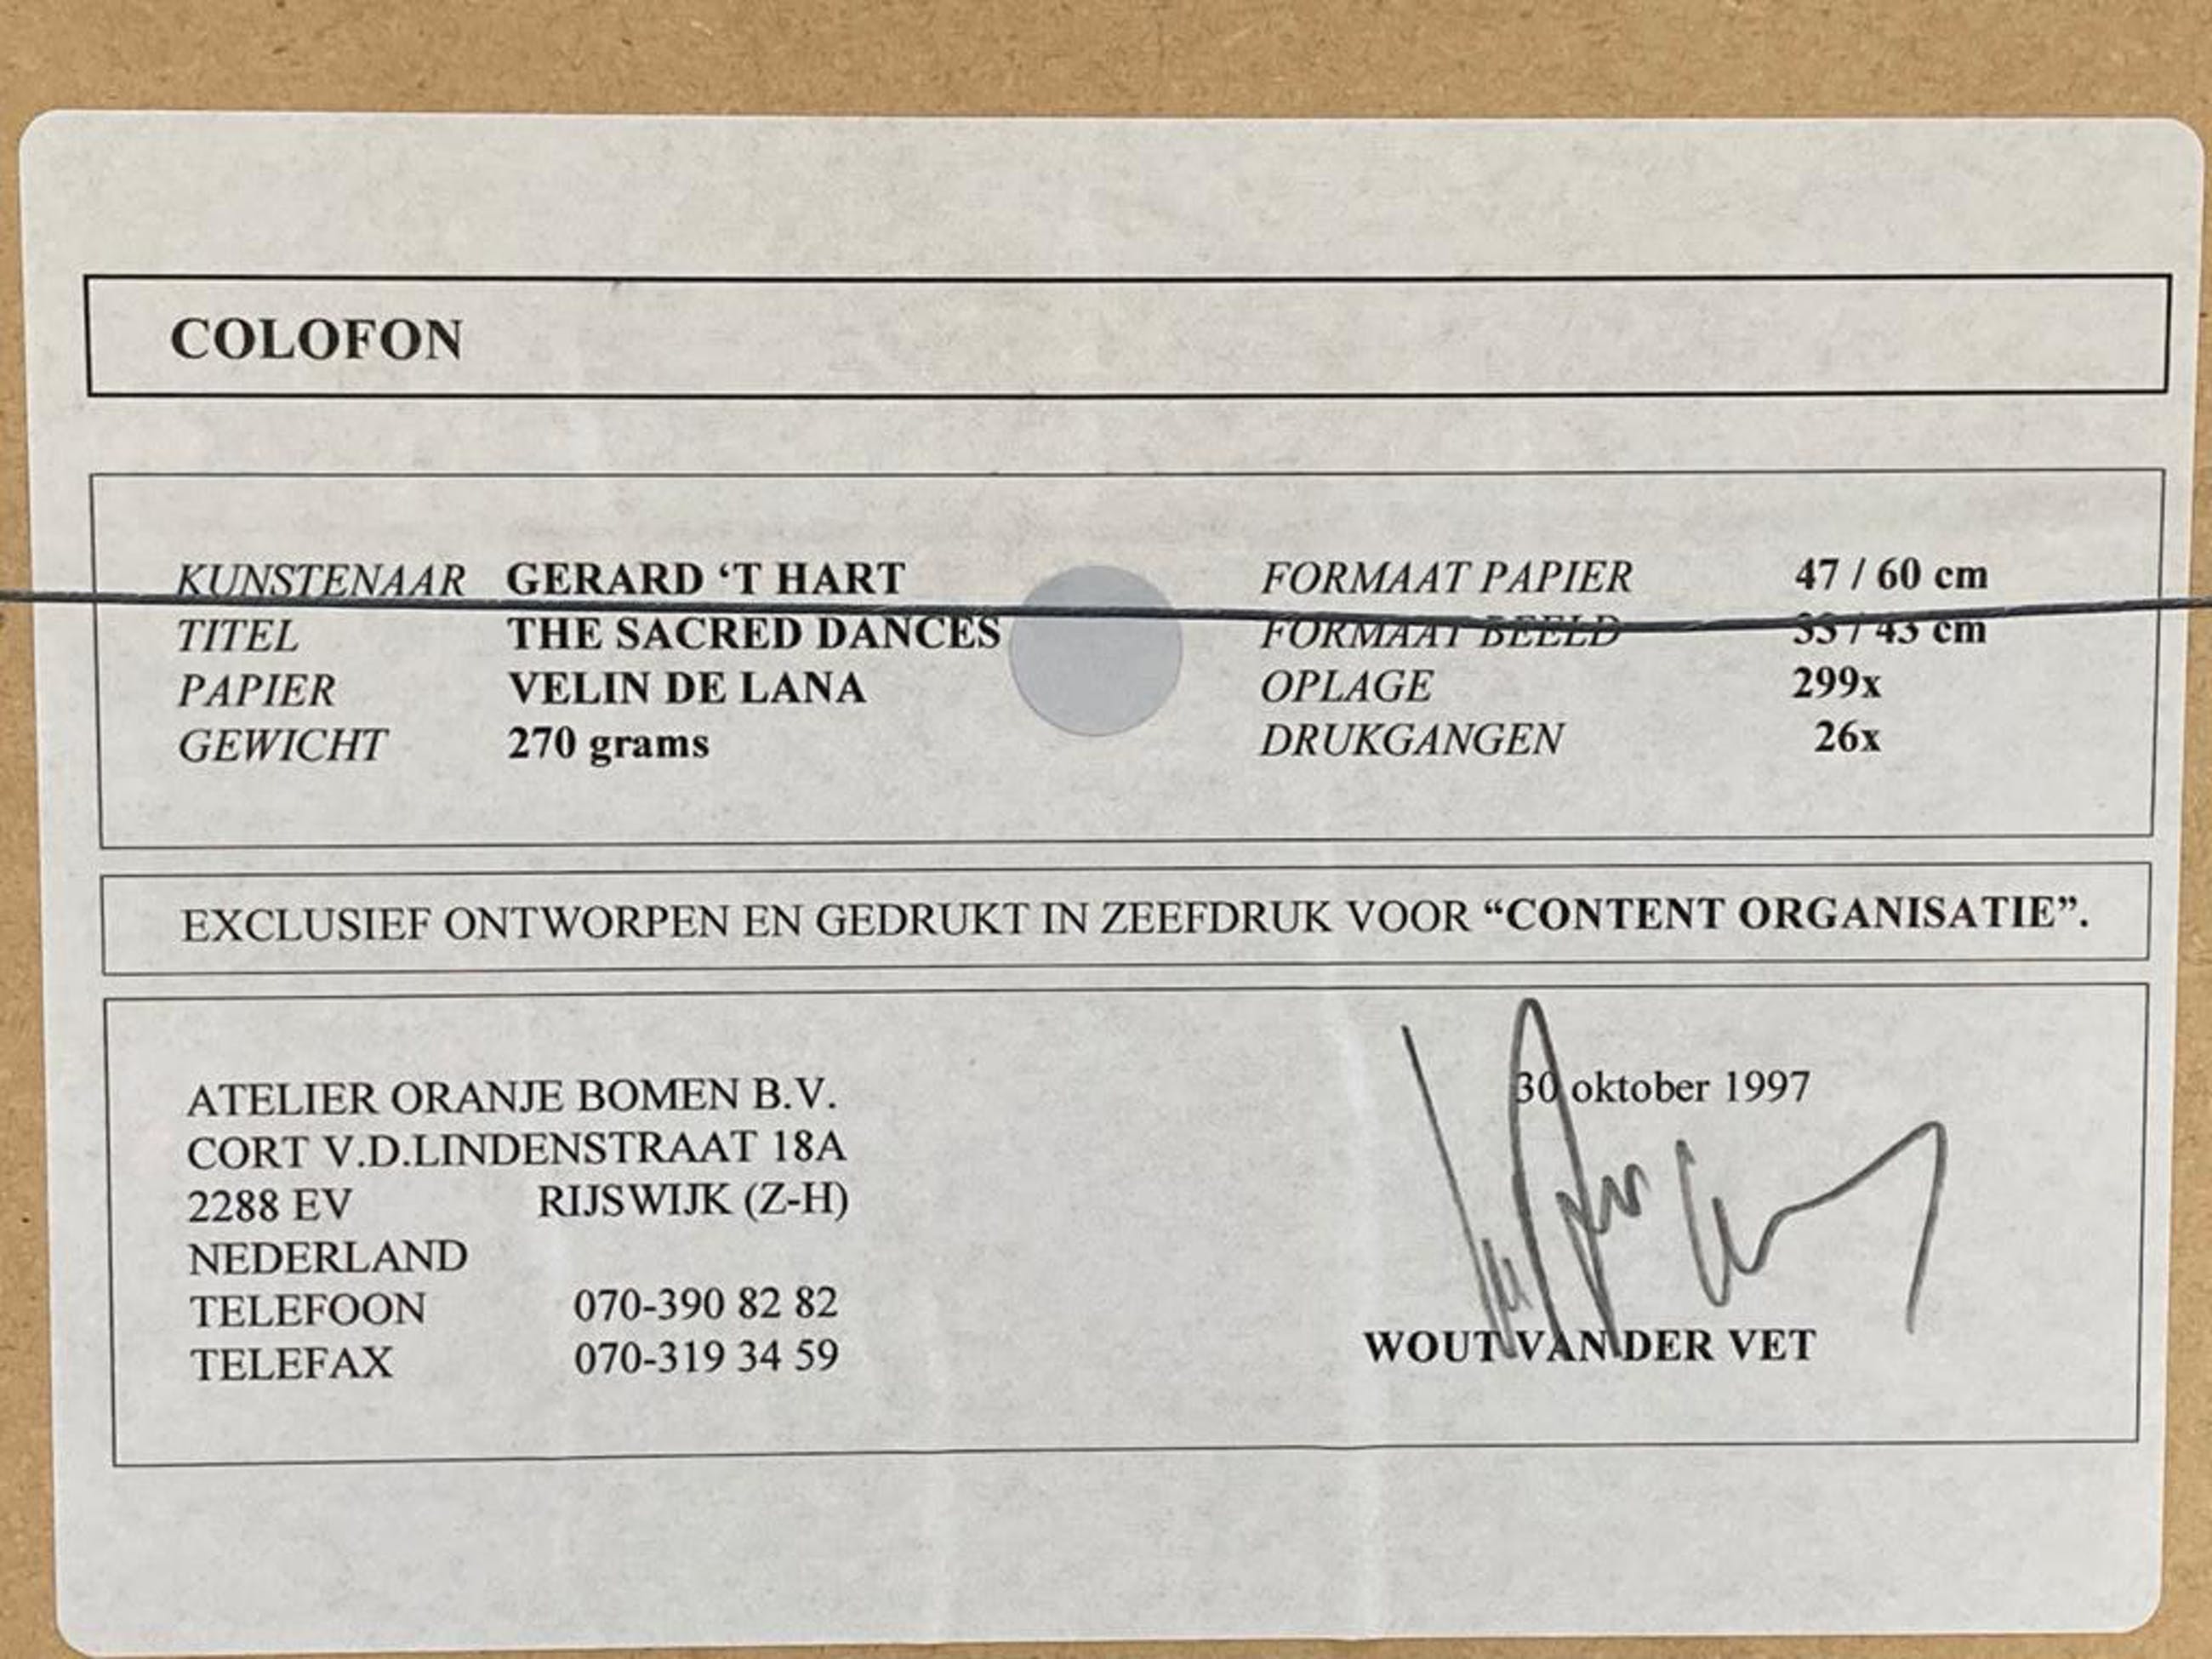 COLOFON
KUNSTENAAR GERARD ‘T HART FORMAAT PAPIER 47 / 60 cm
TITEL THE SACRED DANCES FORMAAT BEELD 33 / 43 cm
PAPIER VELIN DE LANA OPLAGE 299x
GEWICHT 270 grams DRUKGANGEN 26x
EXCLUSIEF ONTWORPEN EN GEDRUKT IN ZEEFDRUK VOOR “CONTENT ORGANISATIE”.
ATELIER ORANJE BOMEN B.V.
CORT V.D.LINDENSTRAAT 18A
2288 EV RIJSWIJK (Z-H)
NEDERLAND
TELEFOON 070-390 82 82
TELEFAX 070-319 34 59
30 oktober 1997
WOUT VAN DER VET